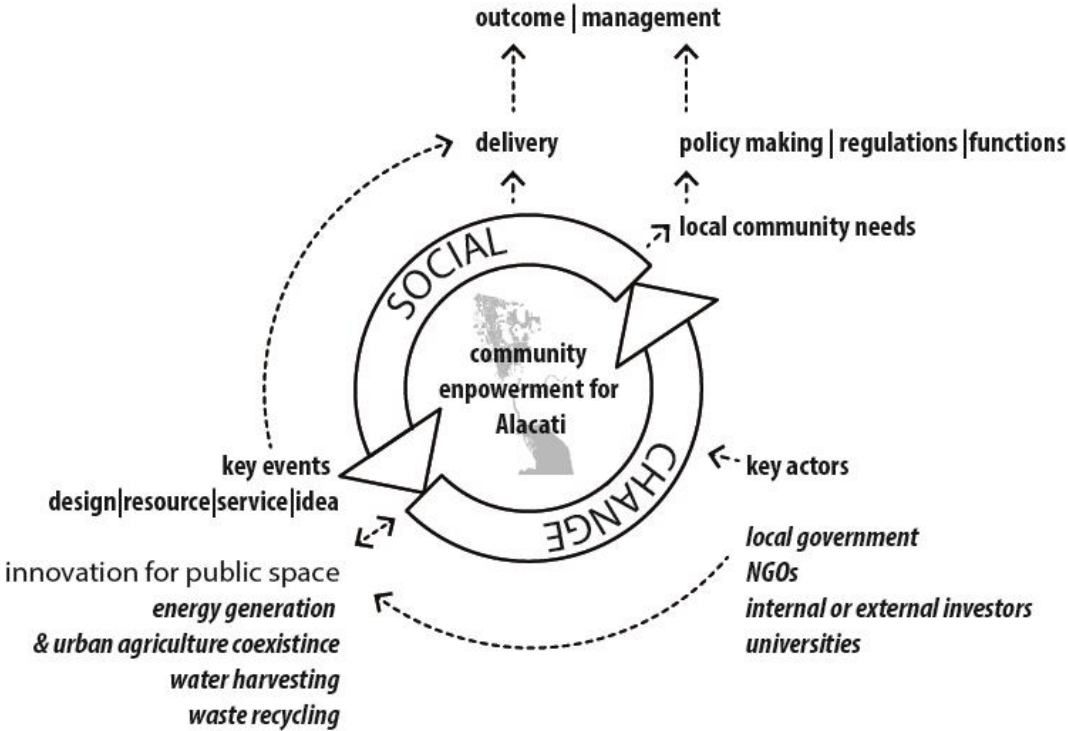 outcome | management
delivery
policy making | regulations |functions
local community needs
SOCIAL
community
enpowerment for
Alacati
CHANGE
key events
design|resource|service|idea
key actors
innovation for public space
energy generation
& urban agriculture coexistince
water harvesting
waste recycling
local government
NGOs
internal or external investors
universities